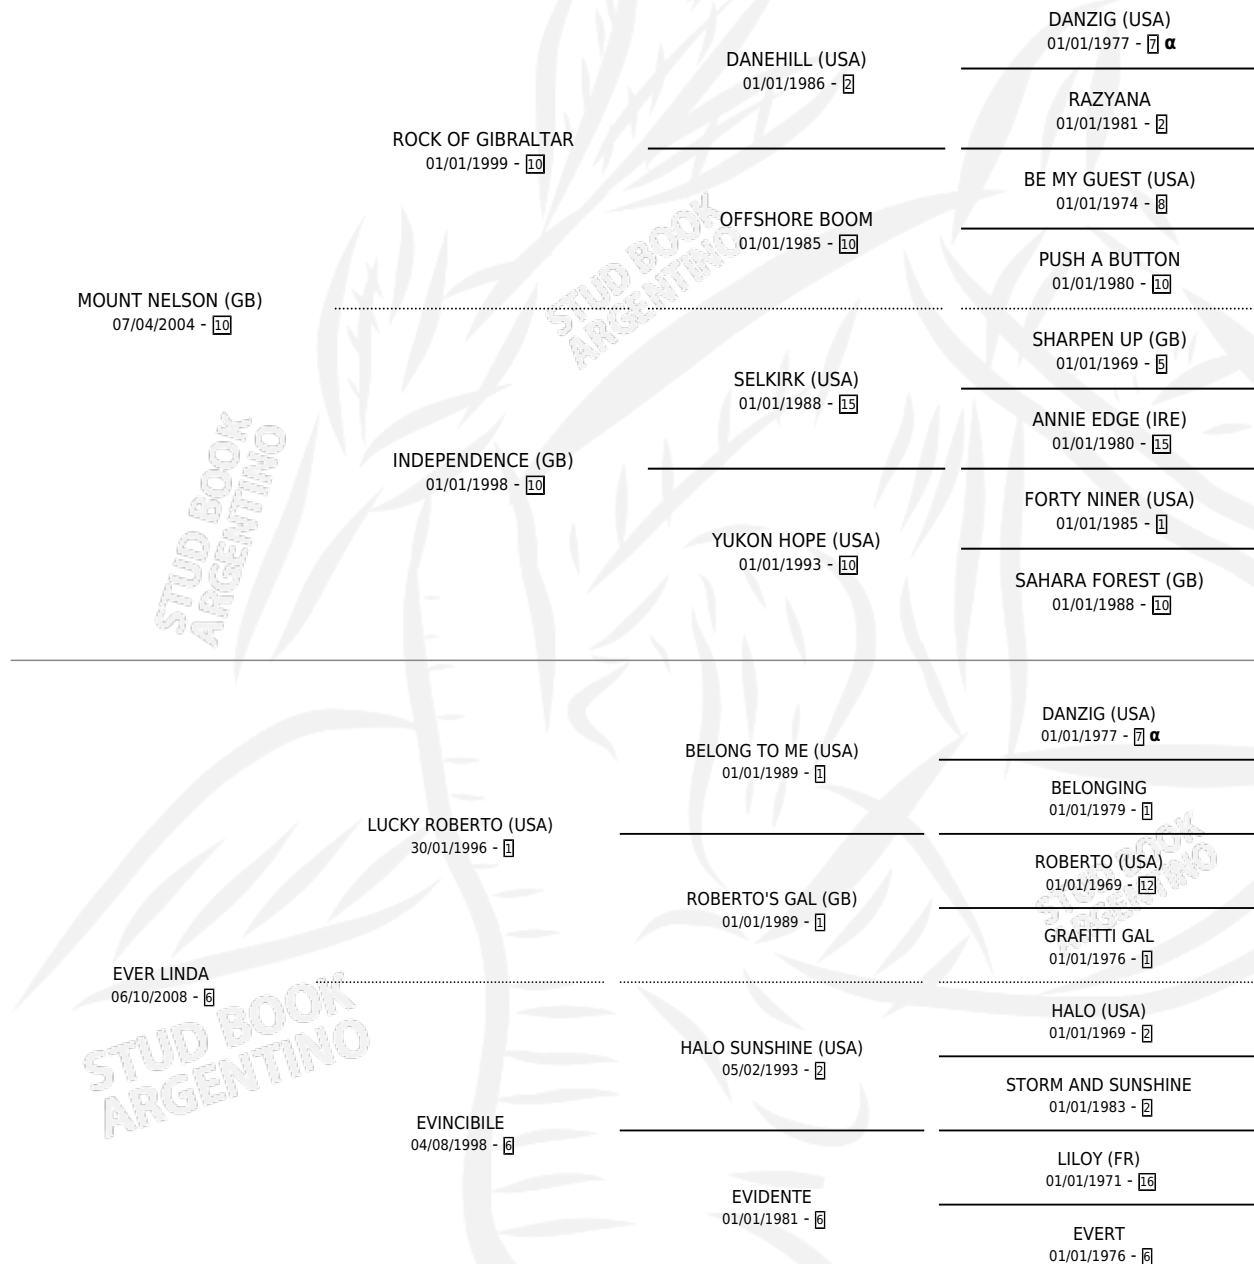 DANZIG (USA)
01/01/1977 - 7 α
DANEHILL (USA)
01/01/1986 - 2
RAZYANA
01/01/1981 - 2
ROCK OF GIBRALTAR
01/01/1999 - 10
BE MY GUEST (USA)
01/01/1974 - 8
OFFSHORE BOOM
01/01/1985 - 10
PUSH A BUTTON
01/01/1980 - 10
MOUNT NELSON (GB)
07/04/2004 - 10
SHARPEN UP (GB)
01/01/1969 - 5
SELKIRK (USA)
01/01/1988 - 15
ANNIE EDGE (IRE)
01/01/1980 - 15
INDEPENDENCE (GB)
01/01/1998 - 10
FORTY NINER (USA)
01/01/1985 - 1
YUKON HOPE (USA)
01/01/1993 - 10
SAHARA FOREST (GB)
01/01/1988 - 10
DANZIG (USA)
01/01/1977 - 7 α
BELONG TO ME (USA)
01/01/1989 - 1
BELONGING
01/01/1979 - 1
LUCKY ROBERTO (USA)
30/01/1996 - 1
ROBERTO (USA)
01/01/1969 - 12
ROBERTO'S GAL (GB)
01/01/1989 - 1
GRAFITTI GAL
01/01/1976 - 1
EVER LINDA
06/10/2008 - 6
HALO (USA)
01/01/1969 - 2
HALO SUNSHINE (USA)
05/02/1993 - 2
STORM AND SUNSHINE
01/01/1983 - 2
EVINCIBILE
04/08/1998 - 6
LILOY (FR)
01/01/1971 - 16
EVIDENTE
01/01/1981 - 6
EVERT
01/01/1976 - 6
STUD BOOK
ARGENTINO
STUD BOOK
ARGENTINO
STUD BOOK
ARGENTINO
STUD BOOK
ARGENTINO